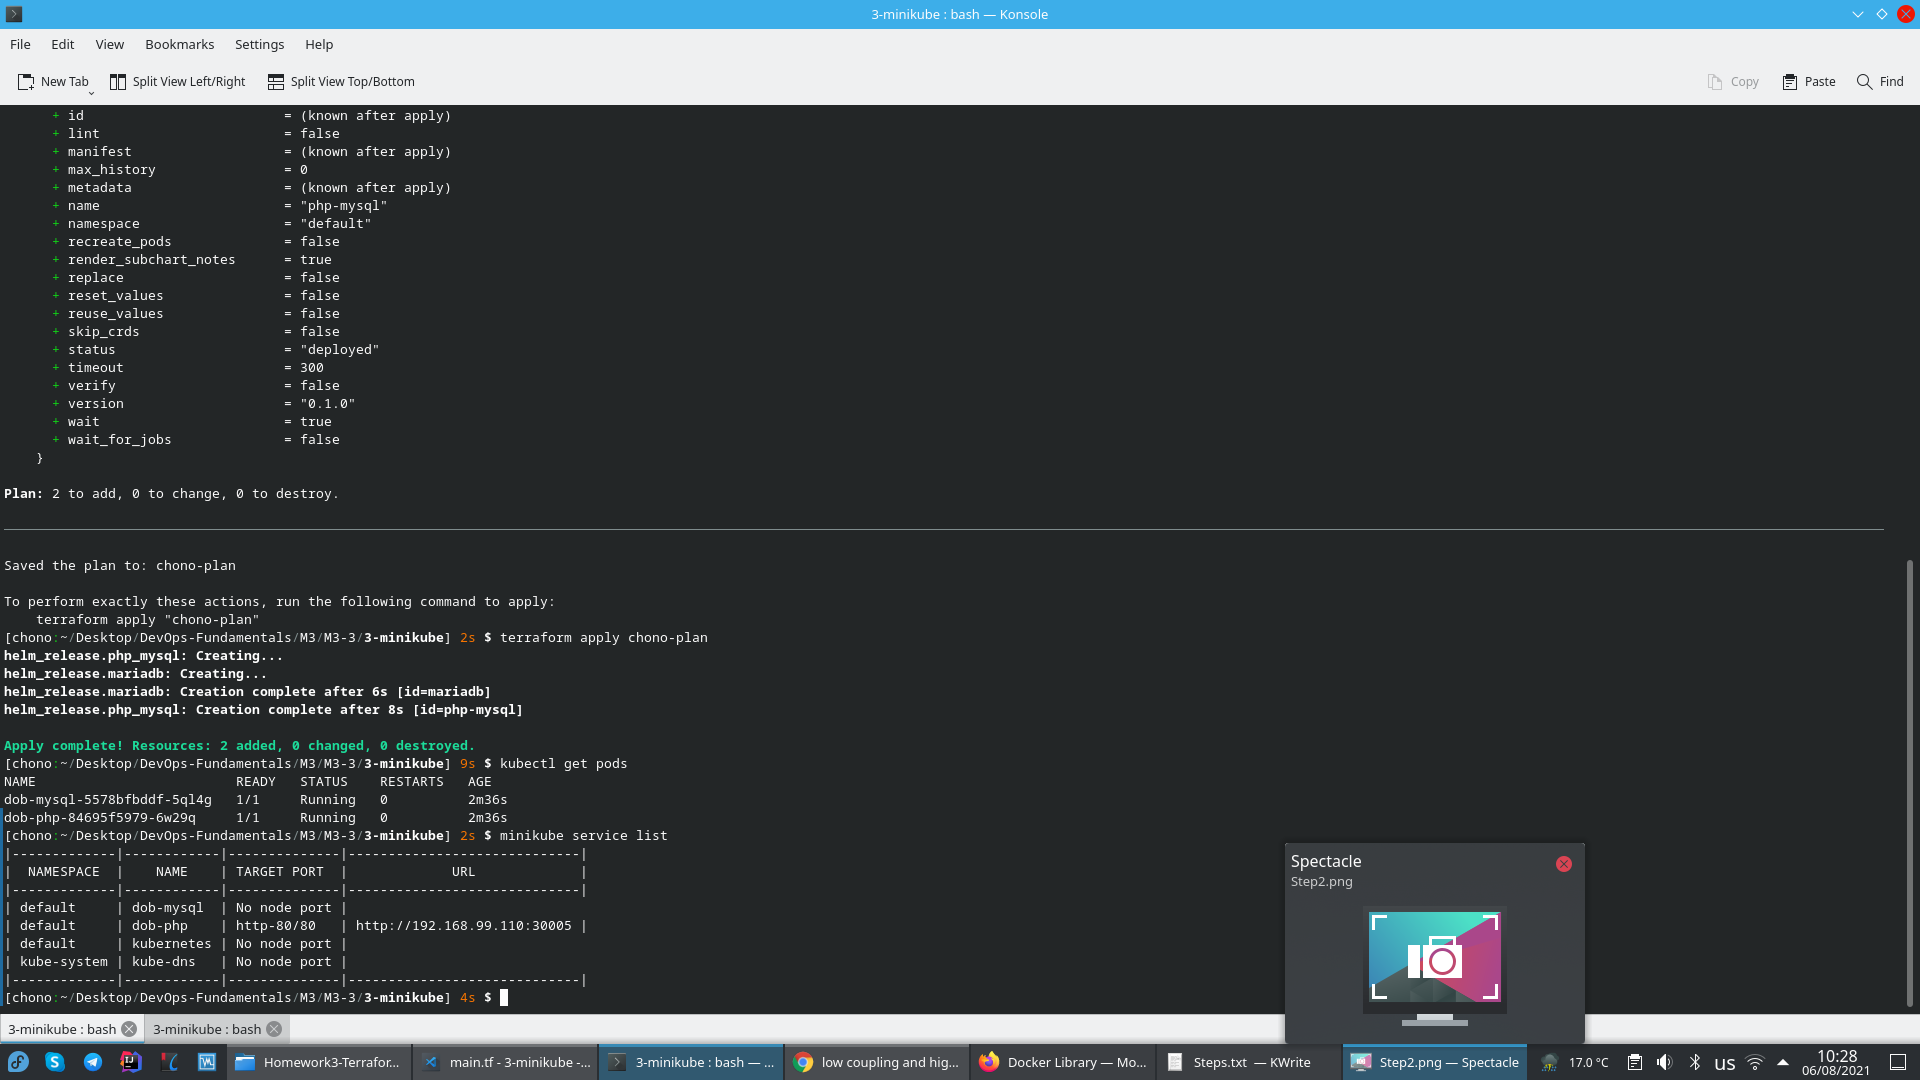 3-minikube : bash — Konsole
File Edit View Bookmarks Settings Help
New Tab Split View Left/Right Split View Top/Bottom Copy Paste Find
+ id = (known after apply)
+ lint = false
+ manifest = (known after apply)
+ max_history = 0
+ metadata = (known after apply)
+ name = "php-mysql"
+ namespace = "default"
+ recreate_pods = false
+ render_subchart_notes = true
+ replace = false
+ reset_values = false
+ reuse_values = false
+ skip_crds = false
+ status = "deployed"
+ timeout = 300
+ verify = false
+ version = "0.1.0"
+ wait = true
+ wait_for_jobs = false
}
Plan: 2 to add, 0 to change, 0 to destroy.
Saved the plan to: chono-plan
To perform exactly these actions, run the following command to apply:
terraform apply "chono-plan"
[chono:~/Desktop/DevOps-Fundamentals/M3/M3-3/3-minikube] 2s $ terraform apply chono-plan
helm_release.php_mysql: Creating...
helm_release.mariadb: Creating...
helm_release.mariadb: Creation complete after 6s [id=mariadb]
helm_release.php_mysql: Creation complete after 8s [id=php-mysql]
Apply complete! Resources: 2 added, 0 changed, 0 destroyed.
[chono:~/Desktop/DevOps-Fundamentals/M3/M3-3/3-minikube] 9s $ kubectl get pods
NAME READY STATUS RESTARTS AGE
dob-mysql-5578bfbddf-5ql4g 1/1 Running 0 2m36s
dob-php-84695f5979-6w29q 1/1 Running 0 2m36s
[chono:~/Desktop/DevOps-Fundamentals/M3/M3-3/3-minikube] 2s $ minikube service list
|-------------|------------|--------------|-----------------------------|
| NAMESPACE | NAME | TARGET PORT | URL |
|-------------|------------|--------------|-----------------------------|
| default | dob-mysql | No node port |
| default | dob-php | http-80/80 | http://192.168.99.110:30005 |
| default | kubernetes | No node port |
| kube-system | kube-dns | No node port |
|-------------|------------|--------------|-----------------------------|
[chono:~/Desktop/DevOps-Fundamentals/M3/M3-3/3-minikube] 4s $
Spectacle
Step2.png
3-minikube : bash 3-minikube : bash
Homework3-Terrafor... main.tf - 3-minikube -... 3-minikube : bash — ... low coupling and hig... Docker Library — Mo... Steps.txt — KWrite Step2.png — Spectacle 17.0 °C us 10:28
06/08/2021